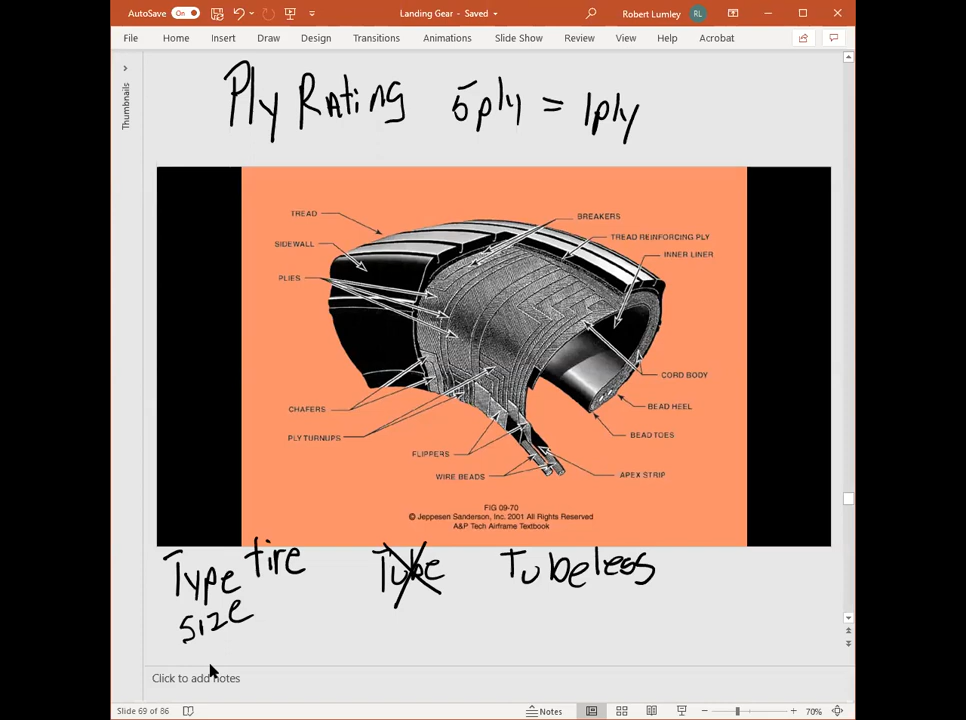 AutoSave On Landing Gear - Saved Robert Lumley RL
File Home Insert Draw Design Transitions Animations Slide Show Review View Help Acrobat
Thumbnails
Ply Rating 5ply = 1ply
TREAD
SIDEWALL
PLIES
CHAFERS
PLY TURNUPS
FLIPPERS
WIRE BEADS
BREAKERS
TREAD REINFORCING PLY
INNER LINER
CORD BODY
BEAD HEEL
BEAD TOES
APEX STRIP
FIG 09-70
© Jeppesen Sanderson, Inc. 2001 All Rights Reserved
A&P Tech Airframe Textbook
Type tire Tube Tubeless
size
Click to add notes
Slide 69 of 86 Notes 70%